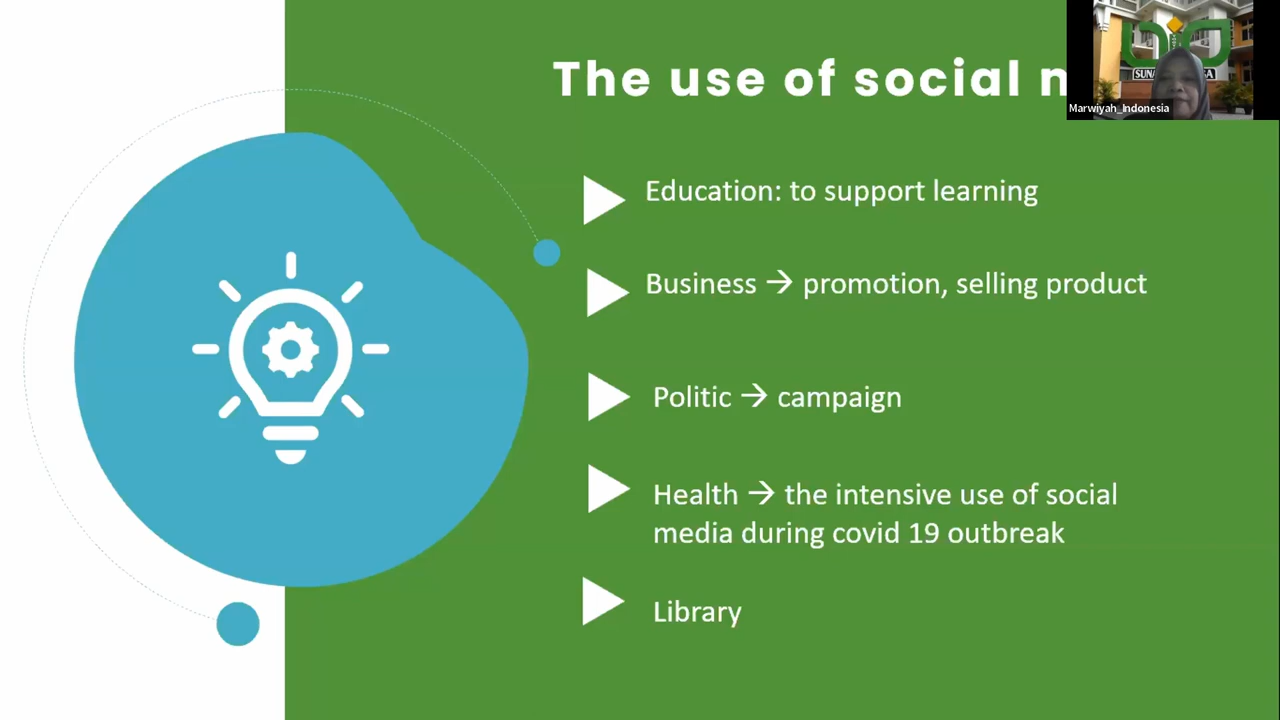 The use of social
Marwiyah_Indonesia
Education: to support learning
Business → promotion, selling product
Politic → campaign
Health → the intensive use of social
media during covid 19 outbreak
Library